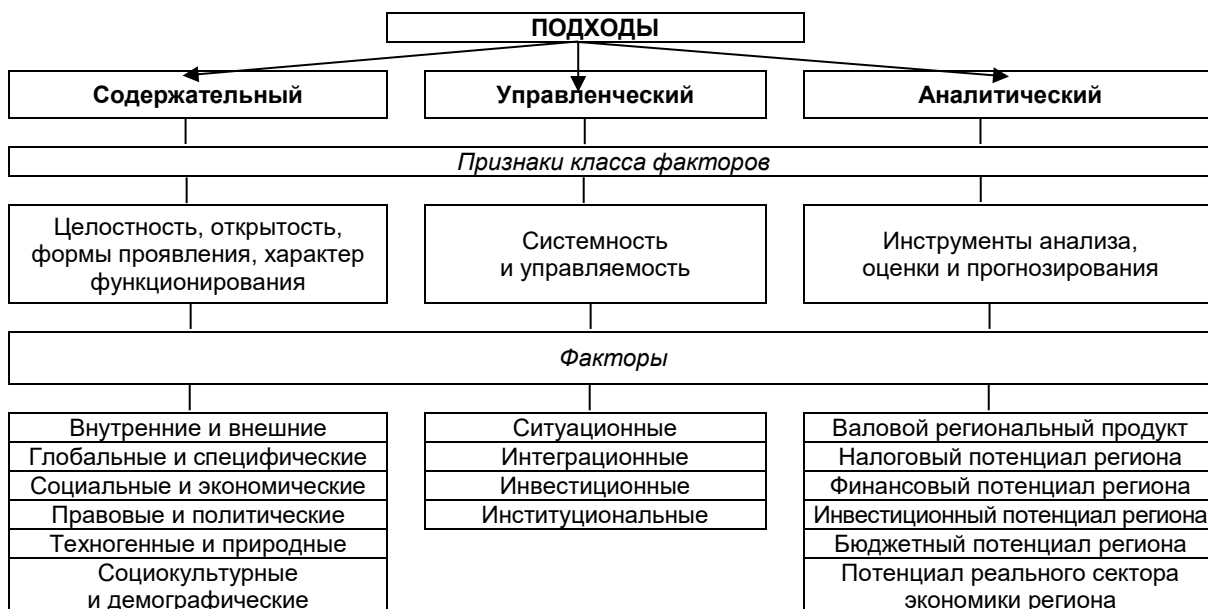 ПОДХОДЫ
Содержательный
Управленческий
Аналитический
Признаки класса факторов
Целостность, открытость,
формы проявления, характер
функционирования
Системность
и управляемость
Инструменты анализа,
оценки и прогнозирования
Факторы
Внутренние и внешние
Глобальные и специфические
Социальные и экономические
Правовые и политические
Техногенные и природные
Социокультурные
и демографические
Ситуационные
Интеграционные
Инвестиционные
Институциональные
Валовой региональный продукт
Налоговый потенциал региона
Финансовый потенциал региона
Инвестиционный потенциал региона
Бюджетный потенциал региона
Потенциал реального сектора
экономики региона